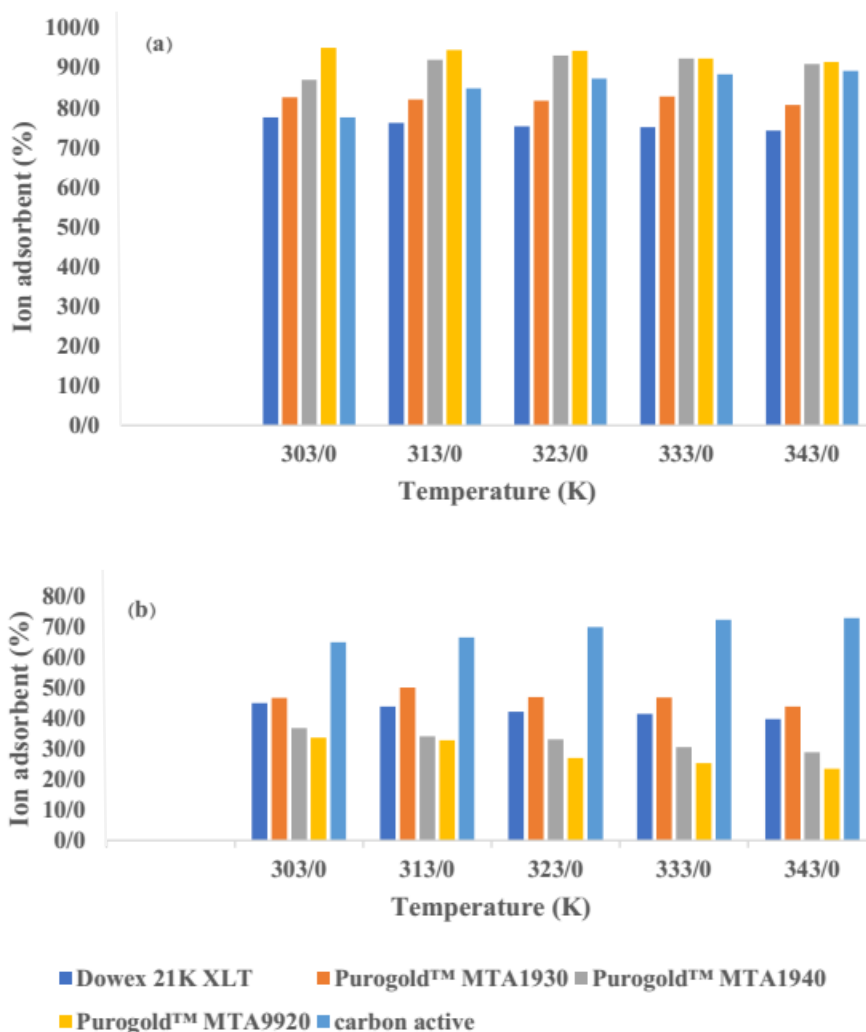 (a)
Ion adsorbent (%)
100/0
90/0
80/0
70/0
60/0
50/0
40/0
30/0
20/0
10/0
0/0
303/0 313/0 323/0 333/0 343/0
Temperature (K)
(b)
Ion adsorbent (%)
80/0
70/0
60/0
50/0
40/0
30/0
20/0
10/0
0/0
303/0 313/0 323/0 333/0 343/0
Temperature (K)
Dowex 21K XLT Purogold™ MTA1930 Purogold™ MTA1940
Purogold™ MTA9920 carbon active